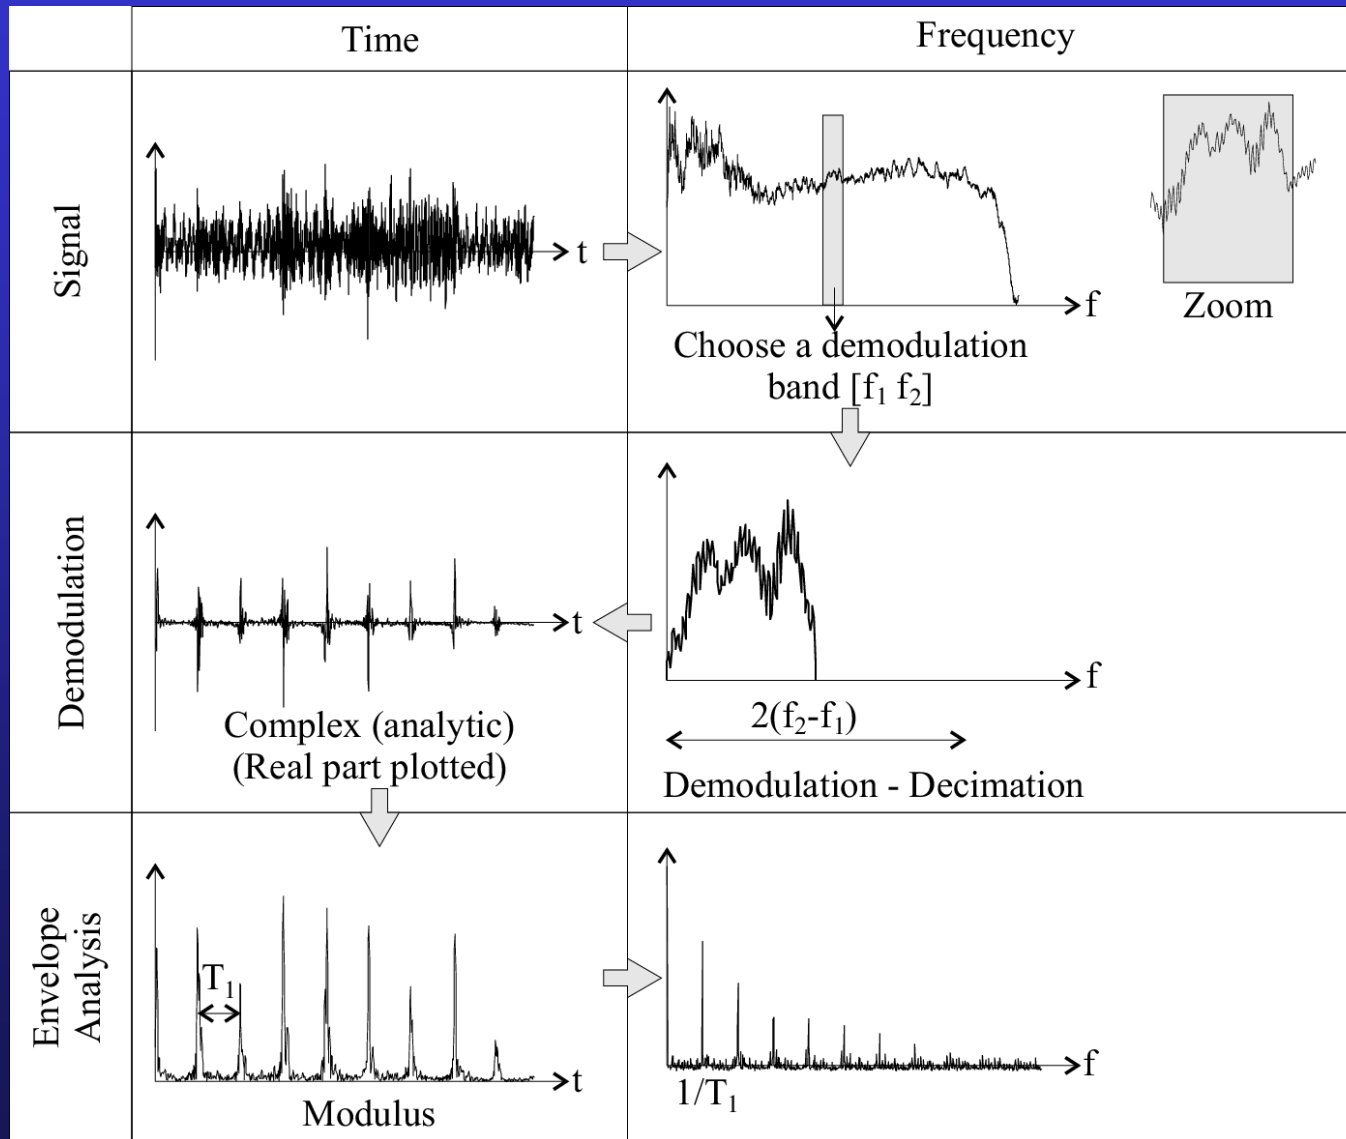 Time
Frequency
Signal
t
f
Zoom
Choose a demodulation
band [f₁ f₂]
Demodulation
t
Complex (analytic)
(Real part plotted)
f
2(f₂-f₁)
Demodulation - Decimation
Envelope
Analysis
T₁
t
Modulus
f
1/T₁